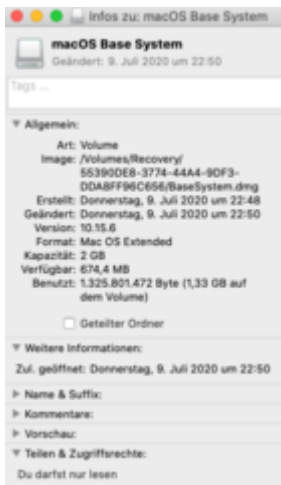 Infos zu: macOS Base System
macOS Base System
Geändert: 9. Juli 2020 um 22:50
Tags ...
Allgemein:
Art: Volume
Image: /Volumes/Recovery/
55390DE8-3774-44A4-9DF3-
DDA8FF96C656/BaseSystem.dmg
Erstellt: Donnerstag, 9. Juli 2020 um 22:48
Geändert: Donnerstag, 9. Juli 2020 um 22:50
Version: 10.15.6
Format: Mac OS Extended
Kapazität: 2 GB
Verfügbar: 674,4 MB
Benutzt: 1.325.801.472 Byte (1,33 GB auf
dem Volume)
Geteilter Ordner
Weitere Informationen:
Zul. geöffnet: Donnerstag, 9. Juli 2020 um 22:50
Name & Suffix:
Kommentare:
Vorschau:
Teilen & Zugriffsrechte:
Du darfst nur lesen